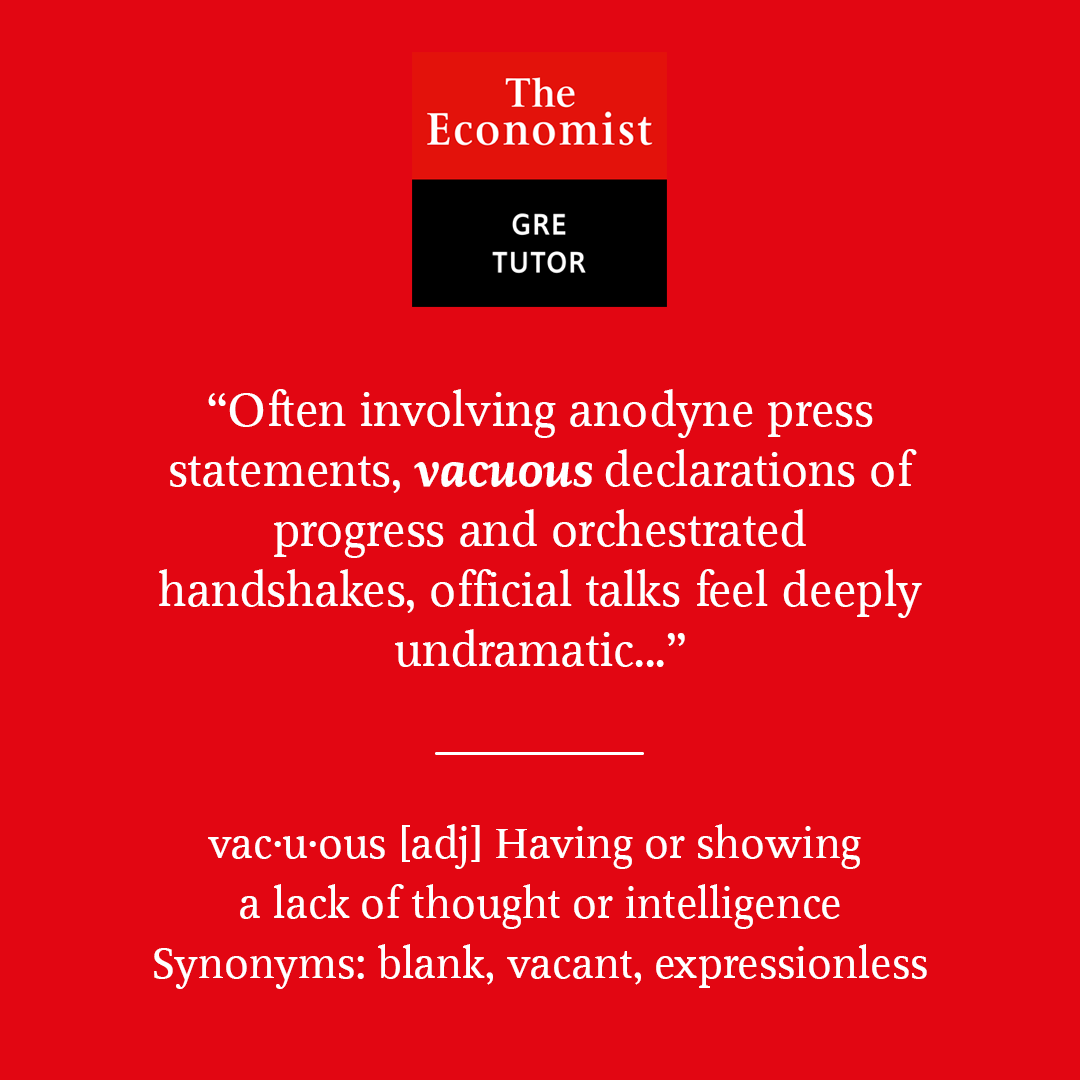 The
Economist
GRE
TUTOR
“Often involving anodyne press
statements, vacuous declarations of
progress and orchestrated
handshakes, official talks feel deeply
undramatic...”
vac·u·ous [adj] Having or showing
a lack of thought or intelligence
Synonyms: blank, vacant, expressionless